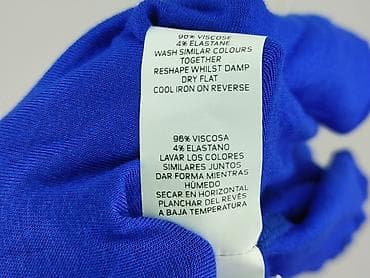 96% VISCOSE
4% ELASTANE
WASH SIMILAR COLOURS
TOGETHER
RESHAPE WHILST DAMP
DRY FLAT
COOL IRON ON REVERSE
96% VISCOSA
4% ELASTANO
LAVAR LOS COLORES
SIMILARES JUNTOS
DAR FORMA MIENTRAS
HÚMEDO
SECAR EN HORIZONTAL
PLANCHAR DEL REVÉS
A BAJA TEMPERATURA